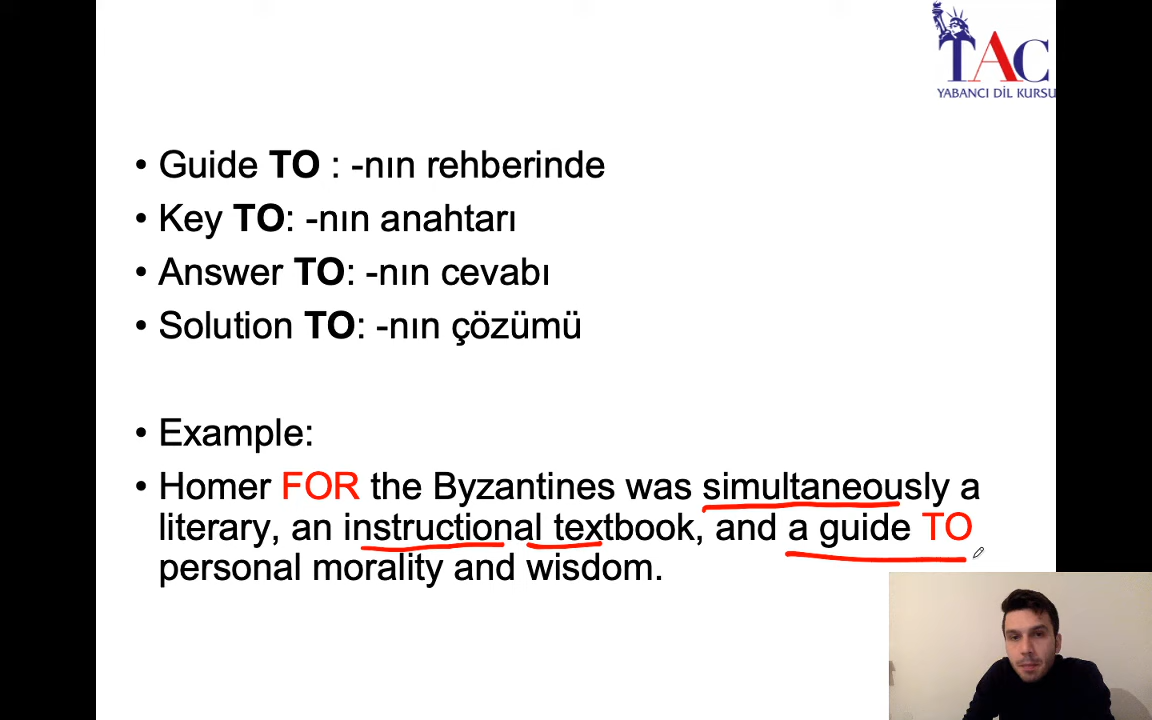 TAC
YABANCI DİL KURSU
• Guide TO : -nın rehberinde
• Key TO: -nın anahtarı
• Answer TO: -nın cevabı
• Solution TO: -nın çözümü
• Example:
• Homer FOR the Byzantines was simultaneously a
literary, an instructional textbook, and a guide TO
personal morality and wisdom.